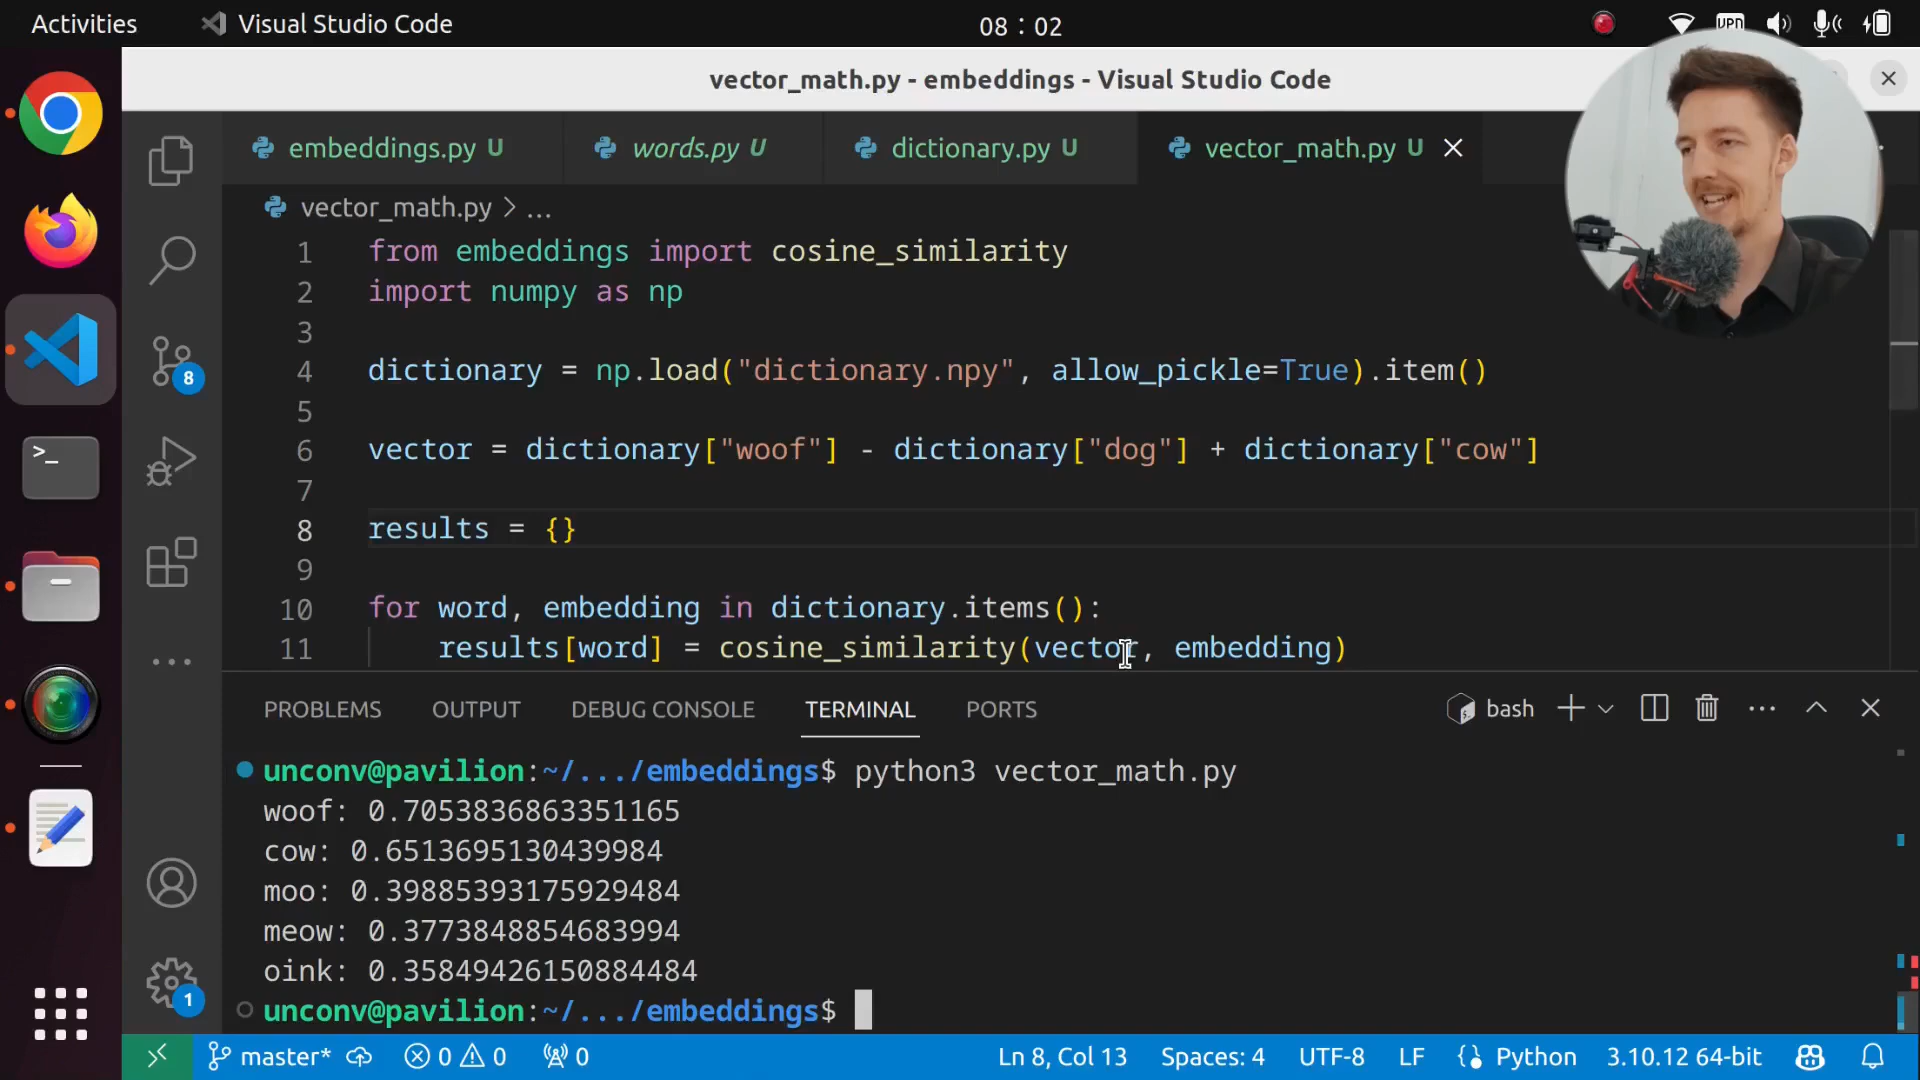 Activities
Visual Studio Code
08 : 02
VPN
vector_math.py - embeddings - Visual Studio Code
embeddings.py U
words.py U
dictionary.py U
vector_math.py U
vector_math.py > ...
1 from embeddings import cosine_similarity
2 import numpy as np
3
4 dictionary = np.load("dictionary.npy", allow_pickle=True).item()
5
6 vector = dictionary["woof"] - dictionary["dog"] + dictionary["cow"]
7
8 results = {}
9
10 for word, embedding in dictionary.items():
11 results[word] = cosine_similarity(vector, embedding)
8
1
PROBLEMS OUTPUT DEBUG CONSOLE TERMINAL PORTS
bash
unconv@pavilion:~/.../embeddings$ python3 vector_math.py
woof: 0.7053836863351165
cow: 0.6513695130439984
moo: 0.39885393175929484
meow: 0.3773848854683994
oink: 0.35849426150884484
unconv@pavilion:~/.../embeddings$
master* 0 0 0 Ln 8, Col 13 Spaces: 4 UTF-8 LF Python 3.10.12 64-bit